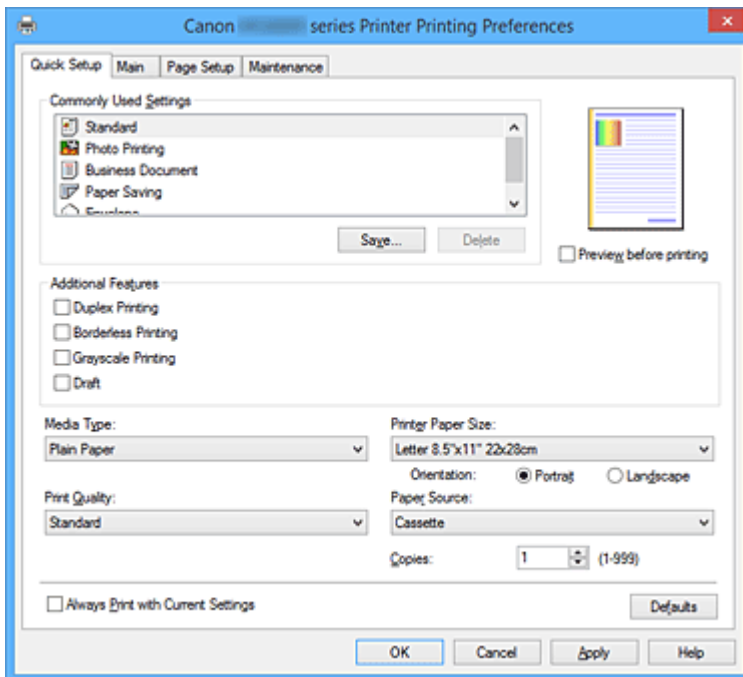 Canon series Printer Printing Preferences
Quick Setup Main Page Setup Maintenance
Commonly Used Settings
Standard
Photo Printing
Business Document
Paper Saving
Envelope
Save... Delete
Preview before printing
Additional Features
Duplex Printing
Borderless Printing
Grayscale Printing
Draft
Media Type: Printer Paper Size:
Plain Paper Letter 8.5"x11" 22x28cm
Orientation: Portrait Landscape
Print Quality: Paper Source:
Standard Cassette
Copies: 1 (1-999)
Always Print with Current Settings Defaults
OK Cancel Apply Help